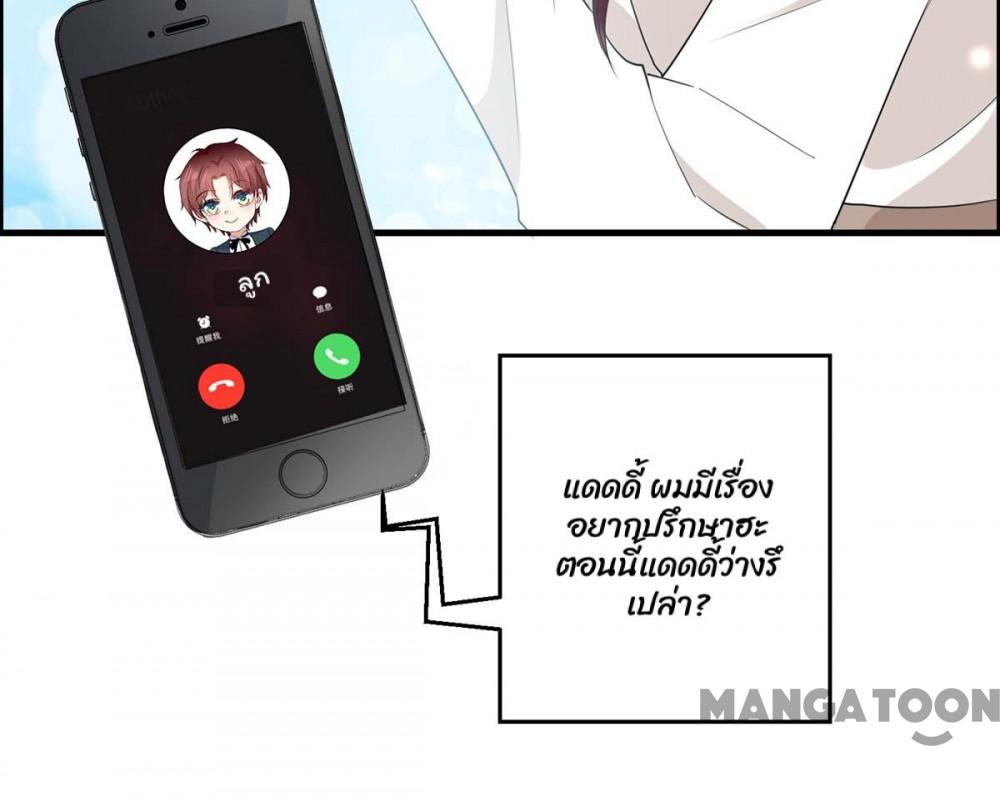 ลูก
提醒我
信息
拒绝
接听
แดดดี้ ผมมีเรื่อง
อยากปรึกษาฮะ
ตอนนี้แดดดี้ว่างรึ
เปล่า?
MANGATOON